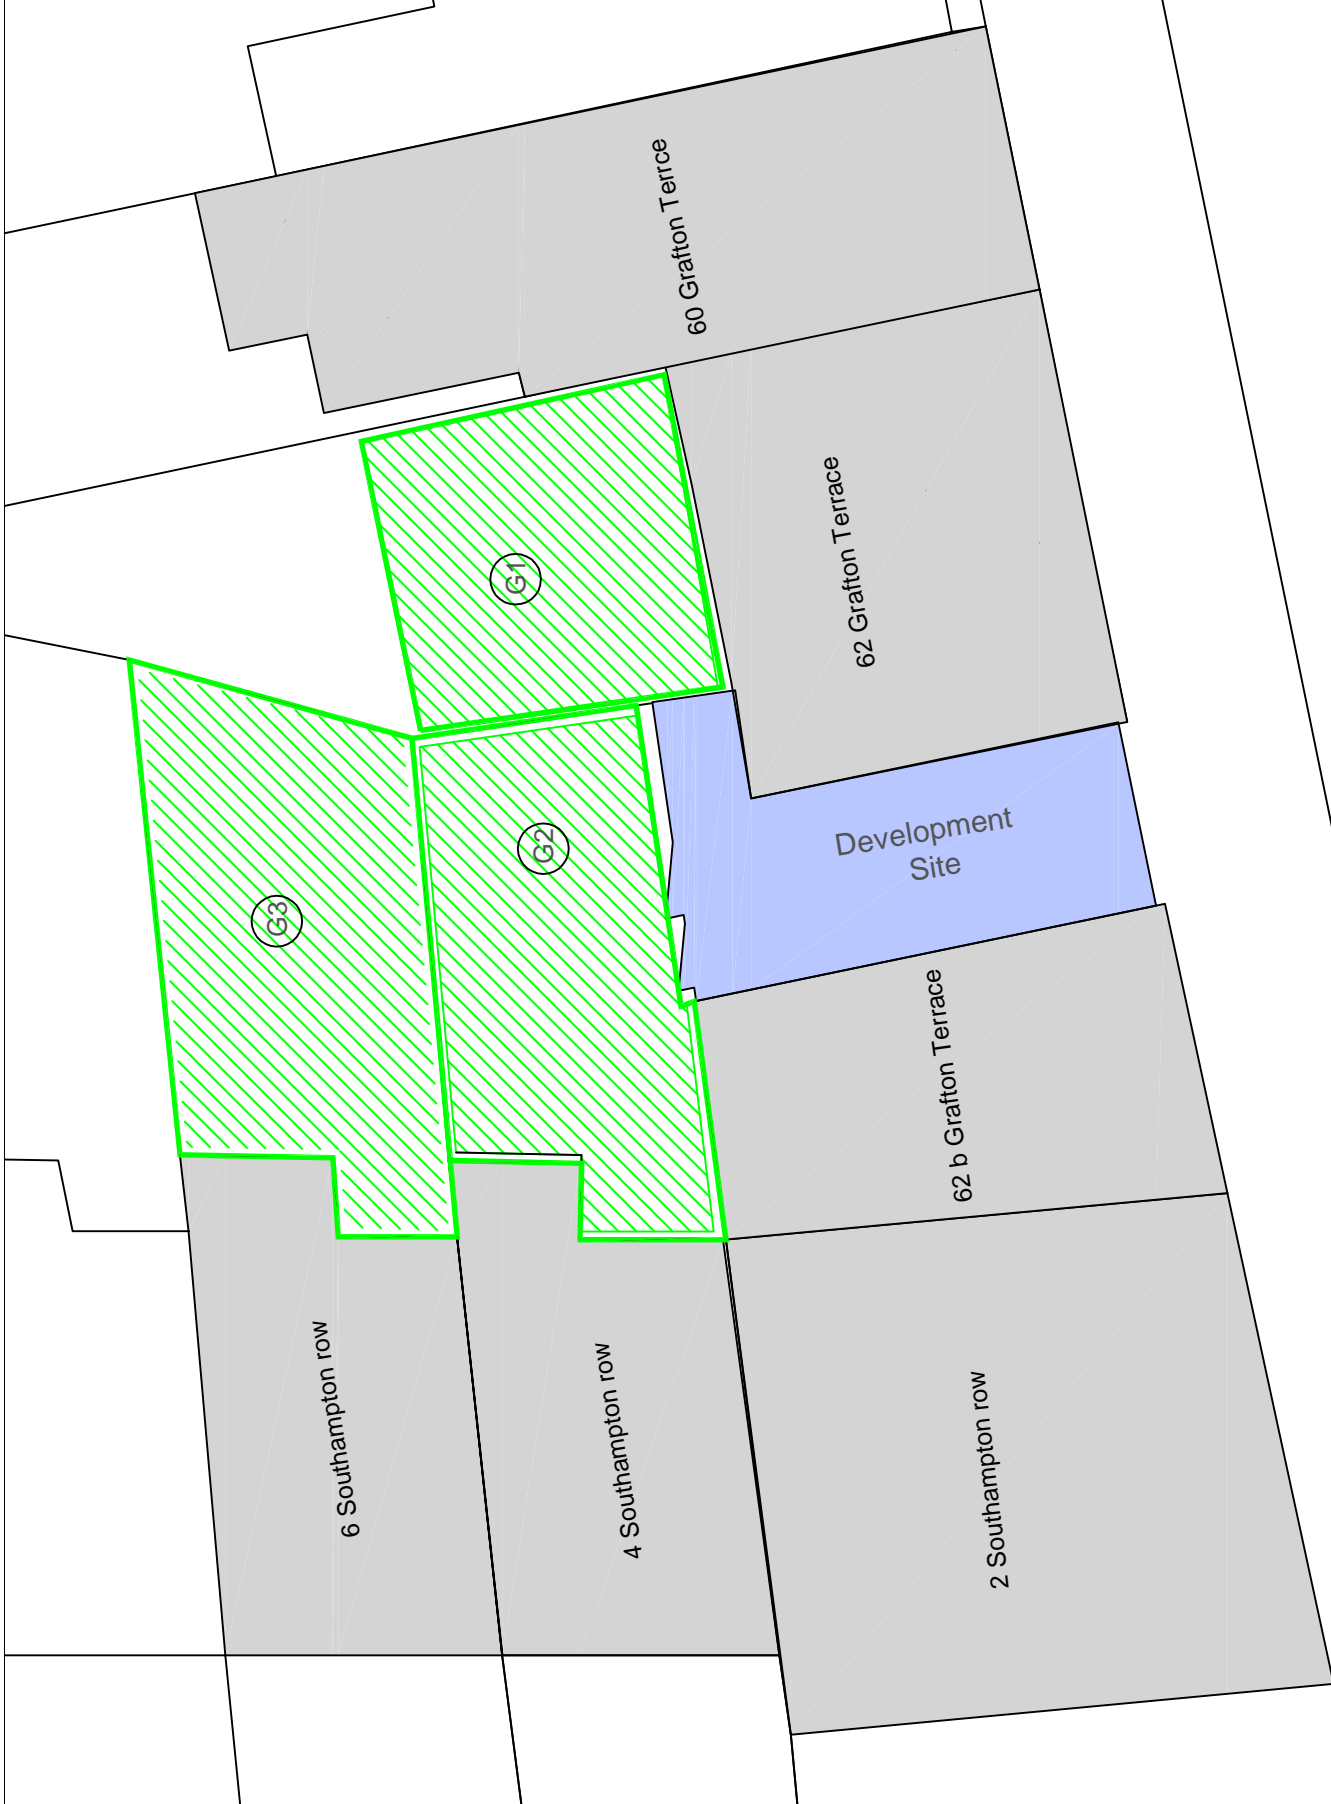 60 Grafton Terrce
62 Grafton Terrace
G1
G2
G3
Development
Site
62 b Grafton Terrace
6 Southampton row
4 Southampton row
2 Southampton row